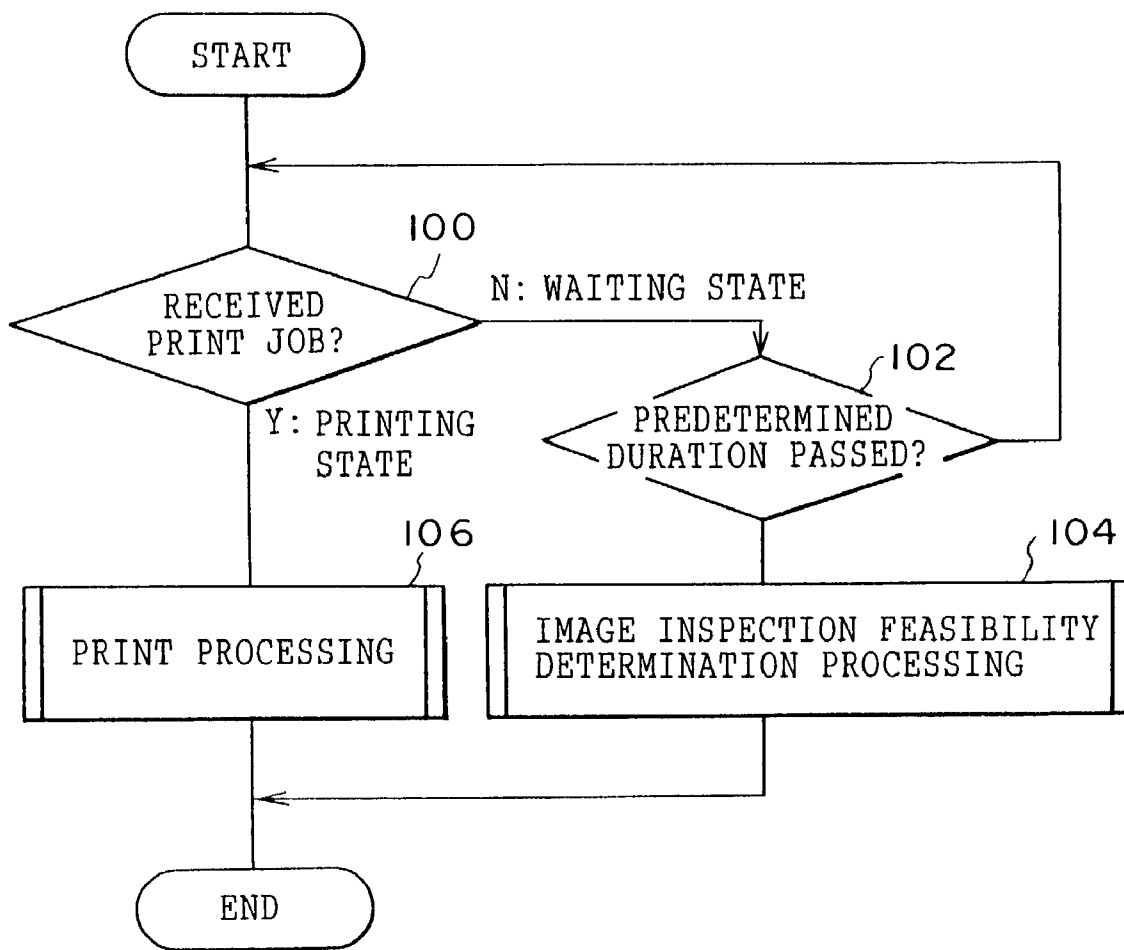 START
100
N: WAITING STATE
RECEIVED
PRINT JOB?
102
PREDETERMINED
DURATION PASSED?
Y: PRINTING
STATE
106
104
PRINT PROCESSING
IMAGE INSPECTION FEASIBILITY
DETERMINATION PROCESSING
END